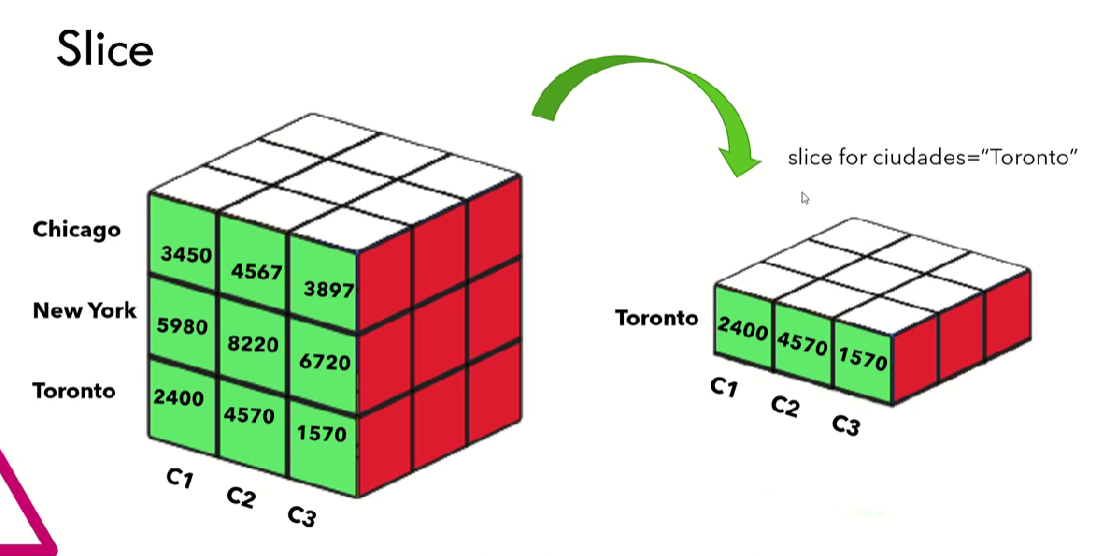 Slice
slice for ciudades=”Toronto”
Chicago
3450 4567 3897
New York
5980 8220 6720
Toronto
2400 4570 1570
C1 C2 C3
Toronto
2400 4570 1570
C1 C2 C3